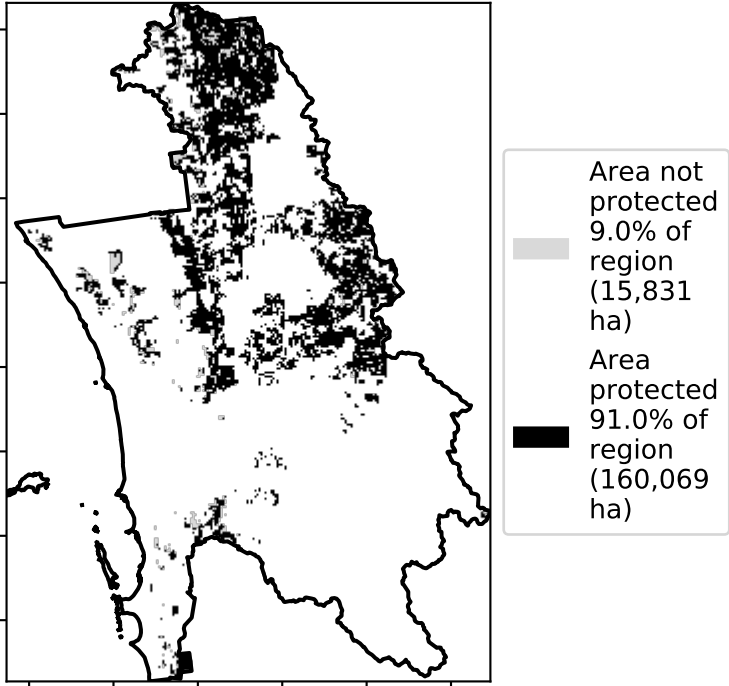 Area not
protected
9.0% of
region
(15,831
ha)
Area
protected
91.0% of
region
(160,069
ha)